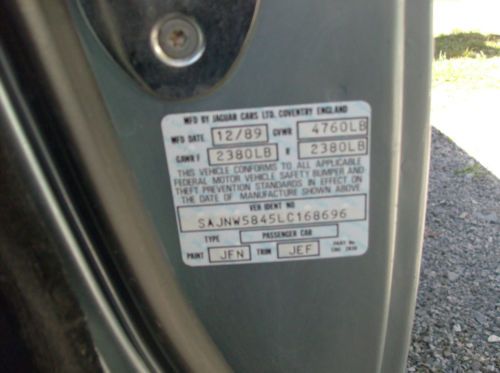 MFD BY JAGUAR CARS LTD. COVENTRY ENGLAND
MFD DATE 12/89 GVWR 4760LB
GAWR F 2380LB R 2380LB
THIS VEHICLE CONFORMS TO ALL APPLICABLE
FEDERAL MOTOR VEHICLE SAFETY BUMPER AND
THEFT PREVENTION STANDARDS IN EFFECT ON
THE DATE OF MANUFACTURE SHOWN ABOVE.
VEH IDENT NO
SAJNW5845LC168696
TYPE PASSENGER CAR
PAINT JFN TRIM JEF PART No